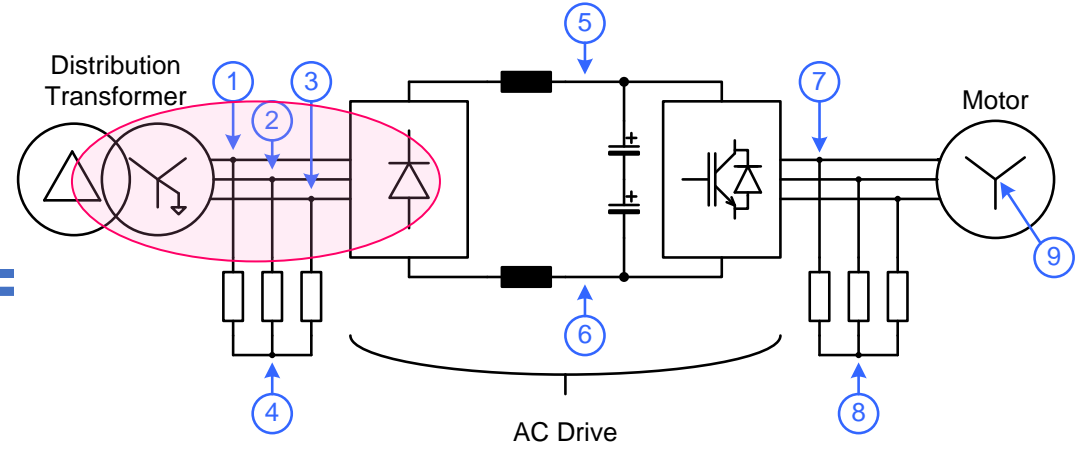 5
Distribution
Transformer
1
3
7
2
Motor
+
+
9
6
4
8
AC Drive